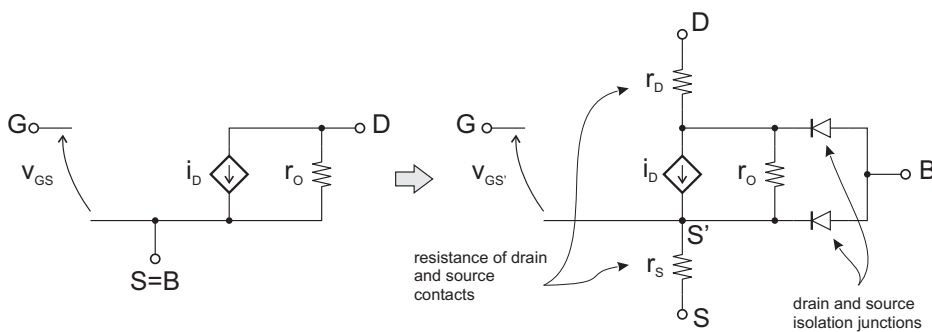 G
v_GS
i_D
r_O
D
S=B
D
r_D
G
v_GS'
i_D
r_O
B
S'
r_S
S
resistance of drain
and source
contacts
drain and source
isolation junctions